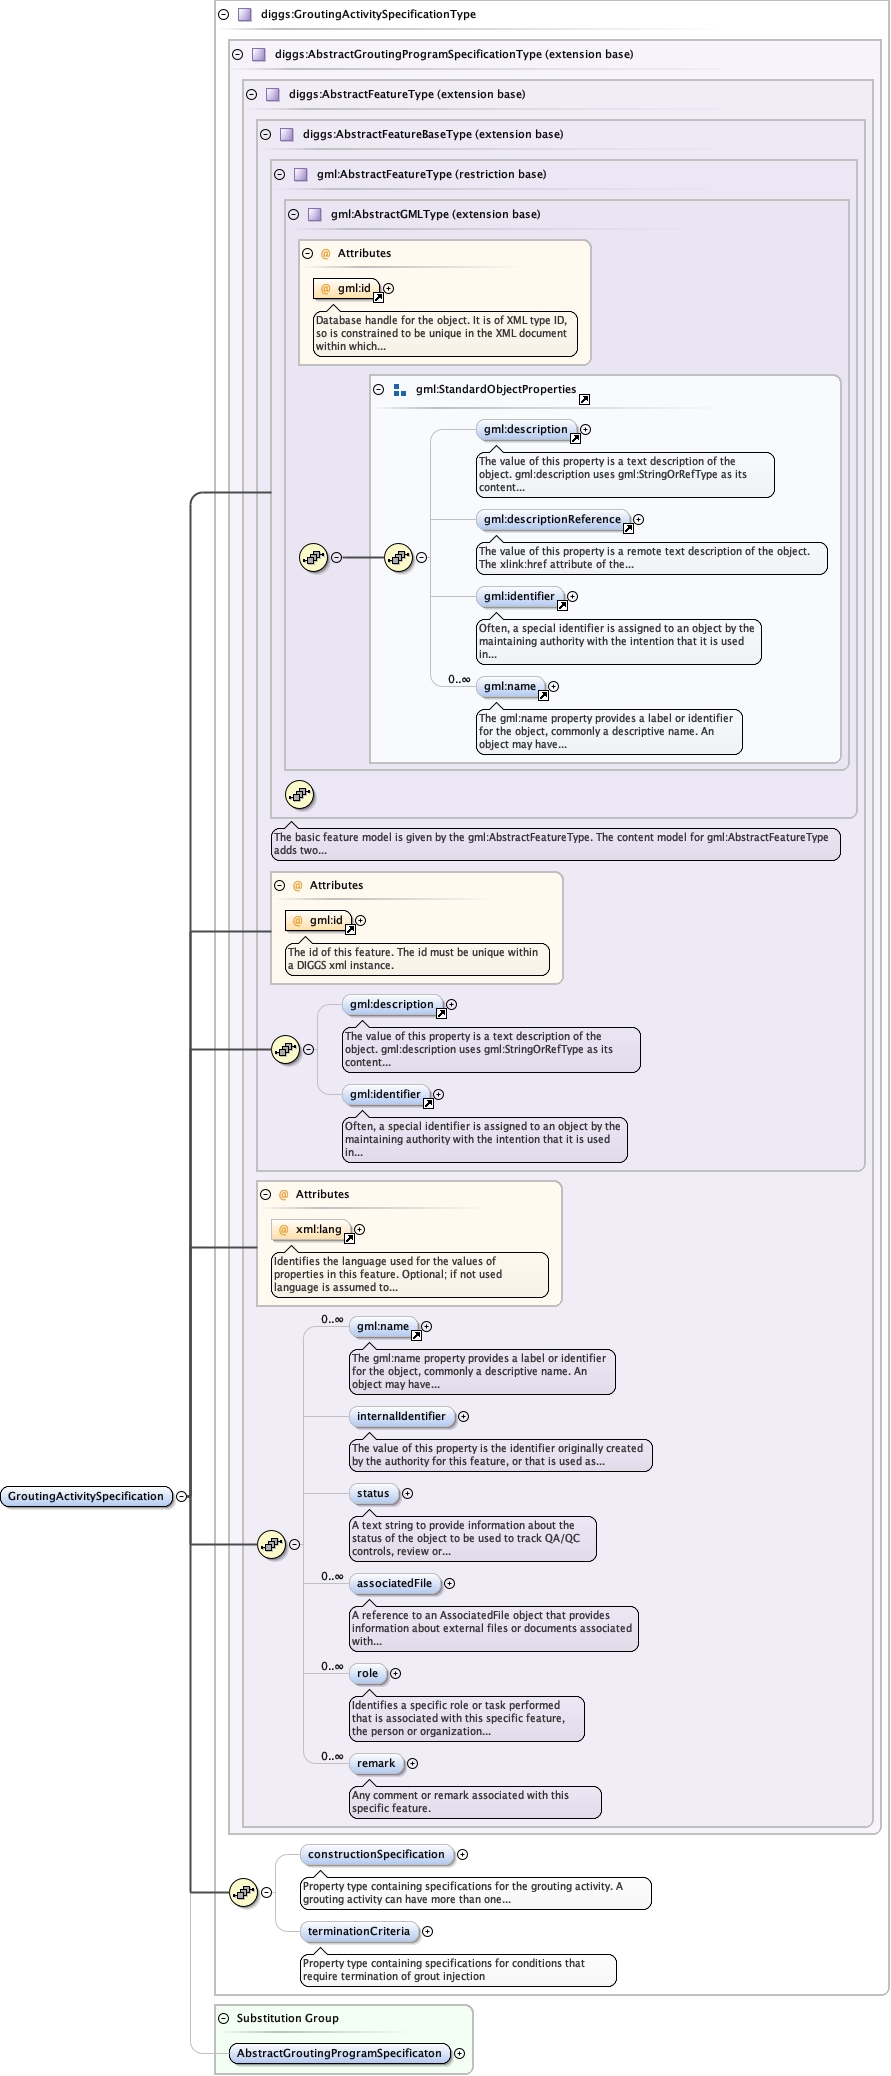 diggs:GroutingActivitySpecificationType
diggs:AbstractGroutingProgramSpecificationType (extension base)
diggs:AbstractFeatureType (extension base)
diggs:AbstractFeatureBaseType (extension base)
gml:AbstractFeatureType (restriction base)
gml:AbstractGMLType (extension base)
@ Attributes
@ gml:id
Database handle for the object. It is of XML type ID,
so is constrained to be unique in the XML document
within which...
gml:StandardObjectProperties
gml:description
The value of this property is a text description of the
object. gml:description uses gml:StringOrRefType as its
content...
gml:descriptionReference
The value of this property is a remote text description of the object.
The xlink:href attribute of the...
gml:identifier
Often, a special identifier is assigned to an object by the
maintaining authority with the intention that it is used
in...
0..∞
gml:name
The gml:name property provides a label or identifier
for the object, commonly a descriptive name. An
object may have...
The basic feature model is given by the gml:AbstractFeatureType. The content model for gml:AbstractFeatureType
adds two...
@ Attributes
@ gml:id
The id of this feature. The id must be unique within
a DIGGS xml instance.
gml:description
The value of this property is a text description of the
object. gml:description uses gml:StringOrRefType as its
content...
gml:identifier
Often, a special identifier is assigned to an object by the
maintaining authority with the intention that it is used
in...
@ Attributes
@ xml:lang
Identifies the language used for the values of
properties in this feature. Optional; if not used
language is assumed to...
0..∞
gml:name
The gml:name property provides a label or identifier
for the object, commonly a descriptive name. An
object may have...
internalIdentifier
The value of this property is the identifier originally created
by the authority for this feature, or that is used as...
GroutingActivitySpecification
status
A text string to provide information about the
status of the object to be used to track QA/QC
controls, review or...
0..∞
associatedFile
A reference to an AssociatedFile object that provides
information about external files or documents associated
with...
0..∞
role
Identifies a specific role or task performed
that is associated with this specific feature,
the person or organization...
0..∞
remark
Any comment or remark associated with this
specific feature.
constructionSpecification
Property type containing specifications for the grouting activity. A
grouting activity can have more than one...
terminationCriteria
Property type containing specifications for conditions that
require termination of grout injection
Substitution Group
AbstractGroutingProgramSpecificaton